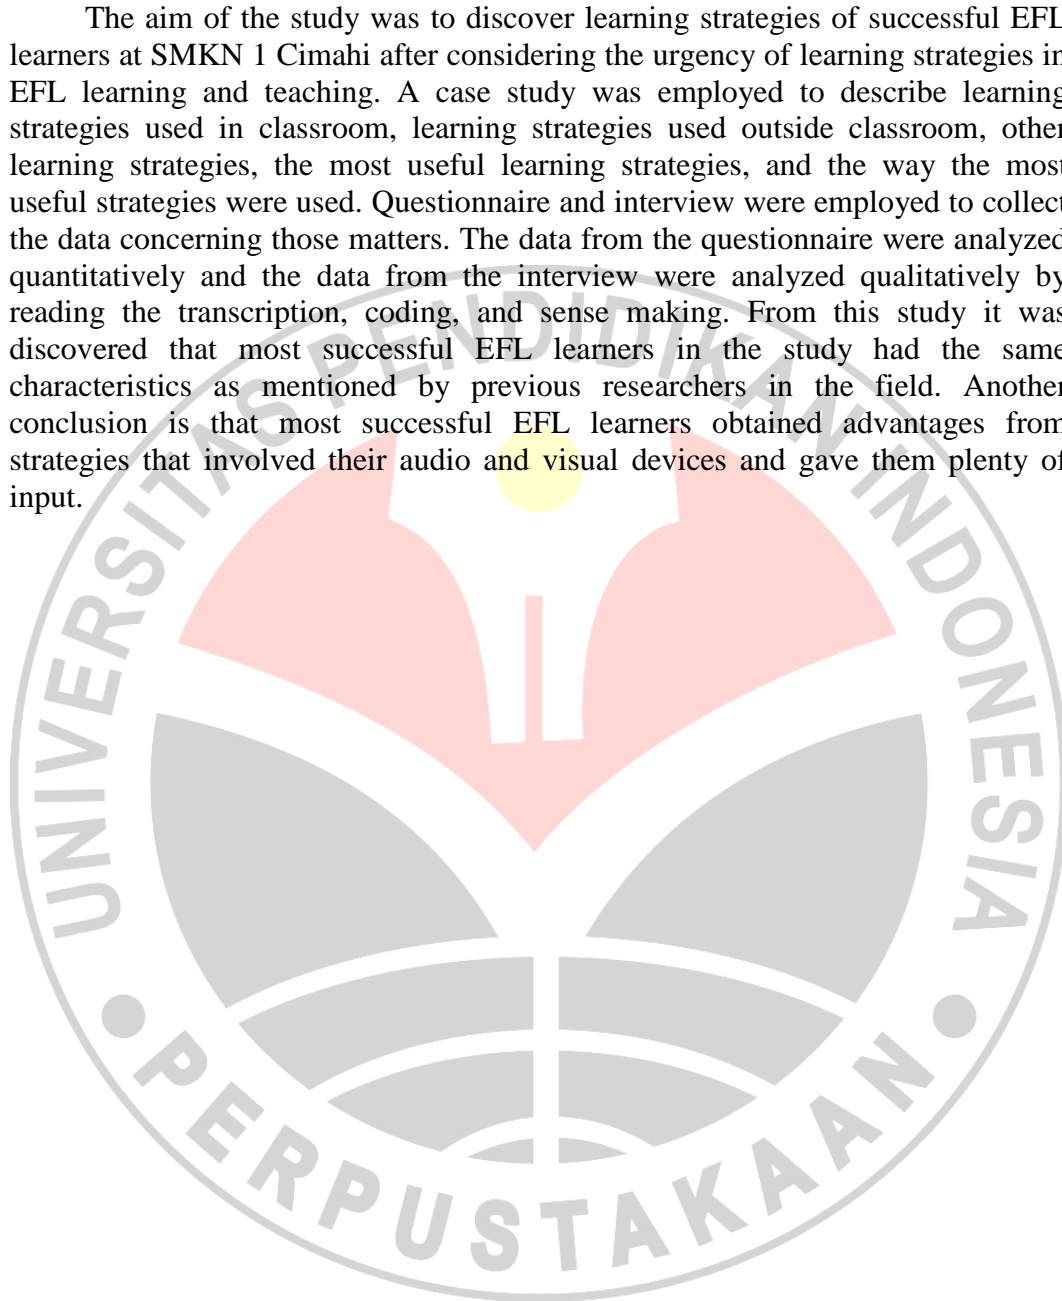 The aim of the study was to discover learning strategies of successful EFL
learners at SMKN 1 Cimahi after considering the urgency of learning strategies in
EFL learning and teaching. A case study was employed to describe learning
strategies used in classroom, learning strategies used outside classroom, other
learning strategies, the most useful learning strategies, and the way the most
useful strategies were used. Questionnaire and interview were employed to collect
the data concerning those matters. The data from the questionnaire were analyzed
quantitatively and the data from the interview were analyzed qualitatively by
reading the transcription, coding, and sense making. From this study it was
discovered that most successful EFL learners in the study had the same
characteristics as mentioned by previous researchers in the field. Another
conclusion is that most successful EFL learners obtained advantages from
strategies that involved their audio and visual devices and gave them plenty of
input.
UNIVERSITAS PENDIDIKAN INDONESIA
PERPUSTAKAAN